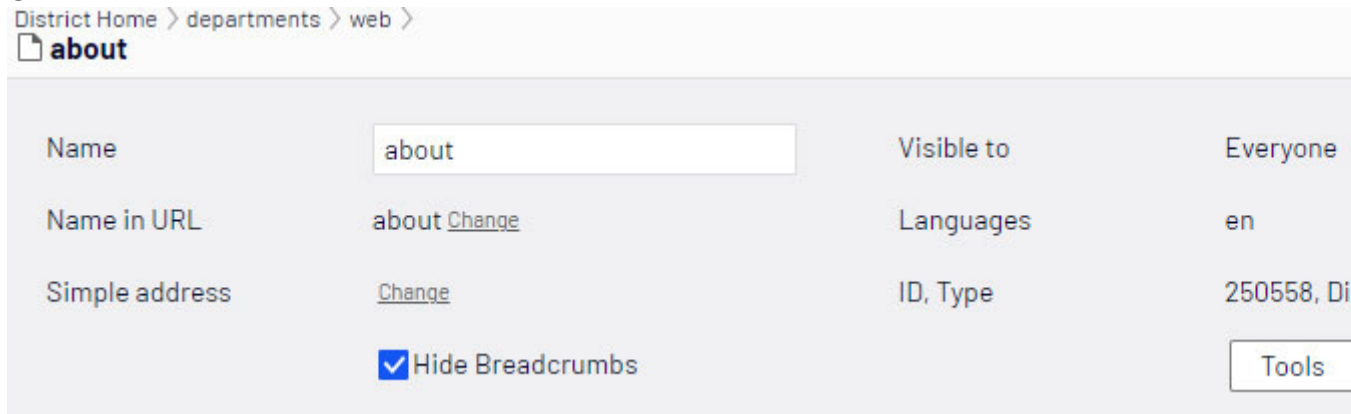 District Home > departments > web >
about
Name about Visible to Everyone
Name in URL about Change Languages en
Simple address Change ID, Type 250558, Di
Hide Breadcrumbs Tools